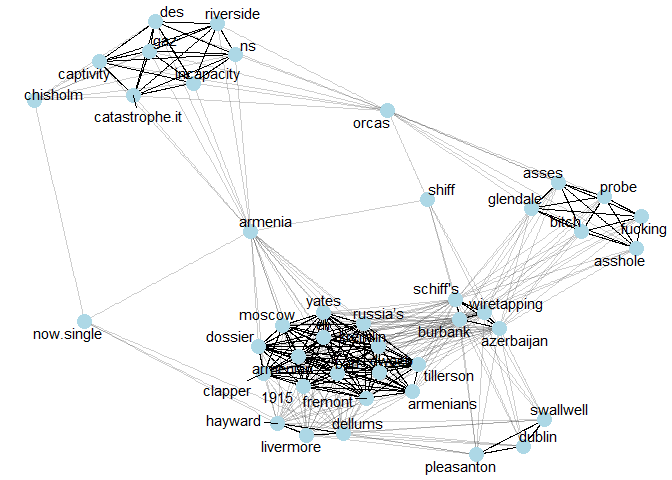 des
riverside
gaz
ns
captivity
incapacity
chisholm
catastrophe.it
orcas
asses
probe
shiff
glendale
bitch
fucking
armenia
asshole
schiff's
yates
wiretapping
moscow
russia's
now.single
burbank
dossier
azerbaijan
tillerson
clapper
1915
fremont
armenians
swallwell
hayward
dellums
dublin
livermore
pleasanton